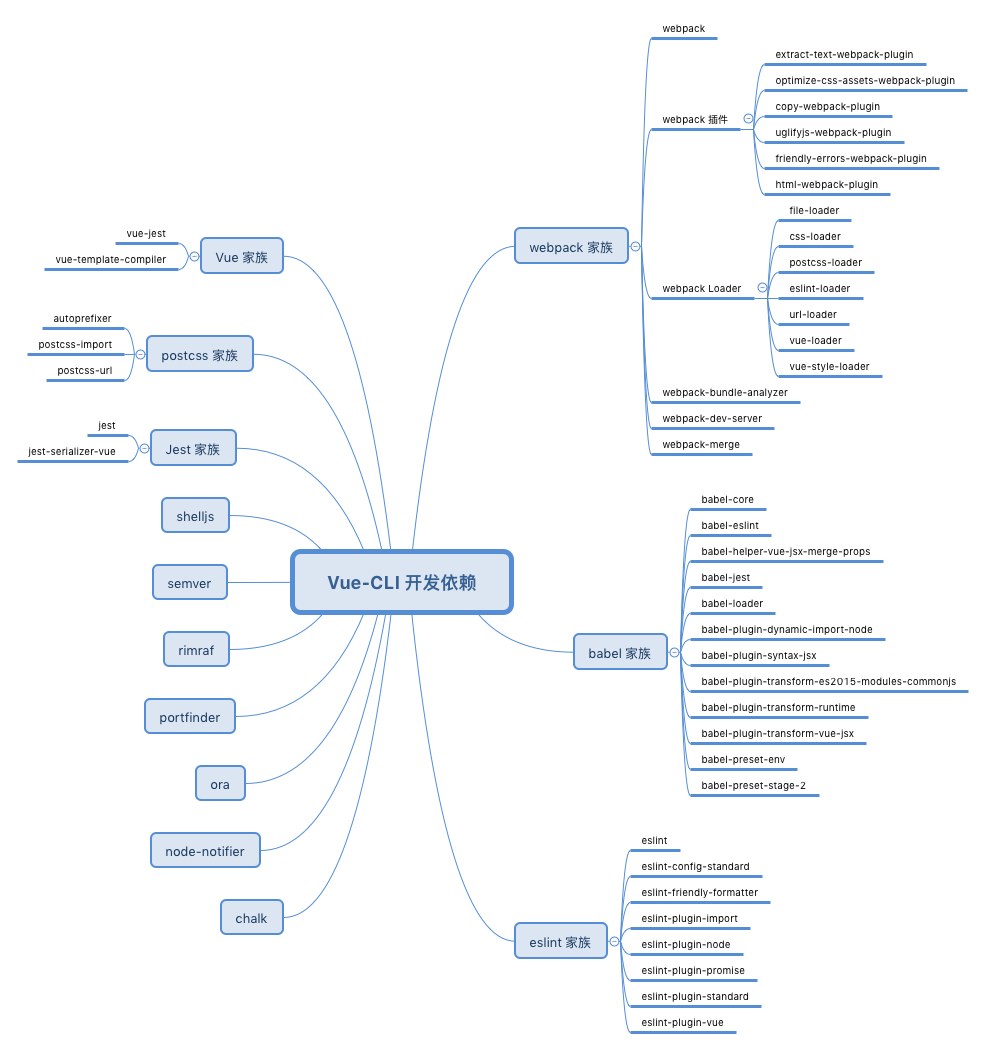 Vue-CLI 开发依赖
webpack 家族
webpack
webpack 插件
extract-text-webpack-plugin
optimize-css-assets-webpack-plugin
copy-webpack-plugin
uglifyjs-webpack-plugin
friendly-errors-webpack-plugin
html-webpack-plugin
webpack Loader
file-loader
css-loader
postcss-loader
eslint-loader
url-loader
vue-loader
vue-style-loader
webpack-bundle-analyzer
webpack-dev-server
webpack-merge
babel 家族
babel-core
babel-eslint
babel-helper-vue-jsx-merge-props
babel-jest
babel-loader
babel-plugin-dynamic-import-node
babel-plugin-syntax-jsx
babel-plugin-transform-es2015-modules-commonjs
babel-plugin-transform-runtime
babel-plugin-transform-vue-jsx
babel-preset-env
babel-preset-stage-2
eslint 家族
eslint
eslint-config-standard
eslint-friendly-formatter
eslint-plugin-import
eslint-plugin-node
eslint-plugin-promise
eslint-plugin-standard
eslint-plugin-vue
Vue 家族
vue-jest
vue-template-compiler
postcss 家族
autoprefixer
postcss-import
postcss-url
Jest 家族
jest
jest-serializer-vue
shelljs
semver
rimraf
portfinder
ora
node-notifier
chalk